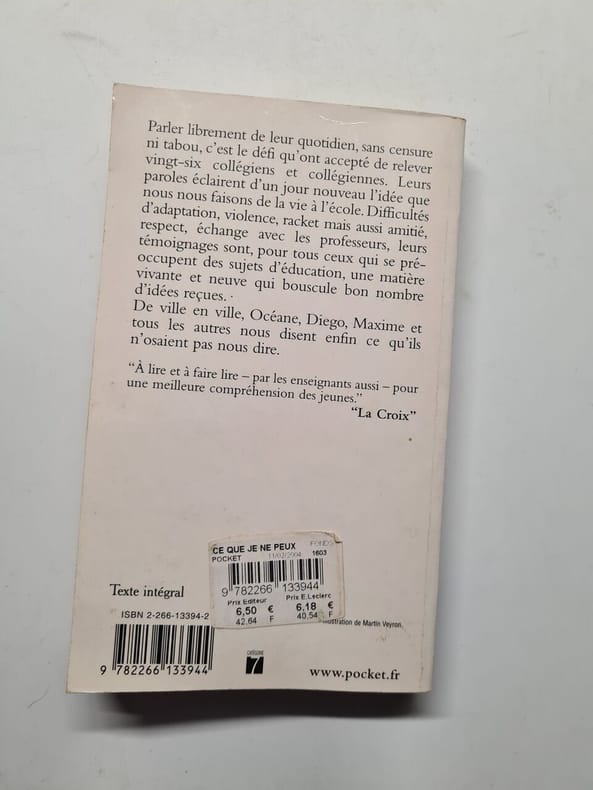 Parler librement de leur quotidien, sans censure
ni tabou, c'est le défi qu'ont accepté de relever
vingt-six collégiens et collégiennes. Leurs
paroles éclairent d'un jour nouveau l'idée que
nous nous faisons de la vie à l'école. Difficultés
d'adaptation, violence, racket mais aussi amitié,
respect, échange avec les professeurs, leurs
témoignages sont, pour tous ceux qui se pré-
occupent des sujets d'éducation, une matière
vivante et neuve qui bouscule bon nombre
d'idées reçues.
De ville en ville, Océane, Diego, Maxime et
tous les autres nous disent enfin ce qu'ils
n'osaient pas nous dire.
“À lire et à faire lire – par les enseignants aussi – pour
une meilleure compréhension des jeunes.”
“La Croix”
CE QUE JE NE PEUX FONDS
POCKET 11/02/2004 1603
9 782266 133944
Prix Editeur Prix E.Leclerc
6,50 € 6.18 €
42,64 F 40,54 F
Texte intégral
ISBN 2-266-13394-2
illustration de Martin Veyron.
9 782266 133944
CATÉGORIE
7
www.pocket.fr